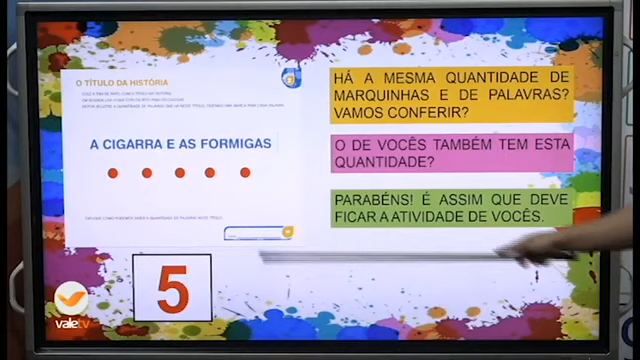 O TÍTULO DA HISTÓRIA
A CIGARRA E AS FORMIGAS
5
HÁ A MESMA QUANTIDADE DE
MARQUINHAS E DE PALAVRAS?
VAMOS CONFERIR?
O DE VOCÊS TAMBÉM TEM ESTA
QUANTIDADE?
PARABÉNS! É ASSIM QUE DEVE
FICAR A ATIVIDADE DE VOCÊS.
valetv